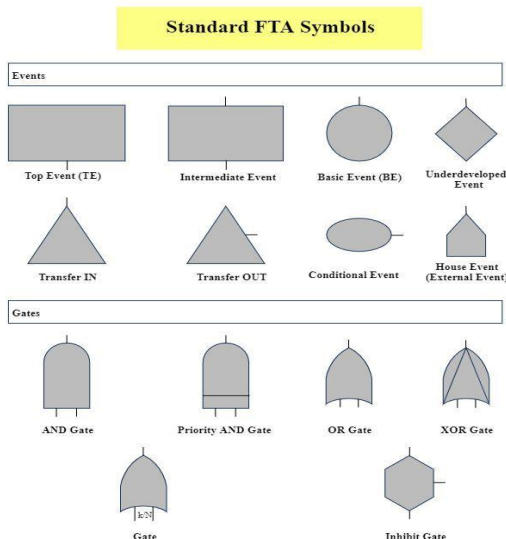 Standard FTA Symbols
Events
Top Event (TE)
Intermediate Event
Basic Event (BE)
Underdeveloped
Event
Transfer IN
Transfer OUT
Conditional Event
House Event
(External Event)
Gates
AND Gate
Priority AND Gate
OR Gate
XOR Gate
k/N
Gate
Inhibit Gate